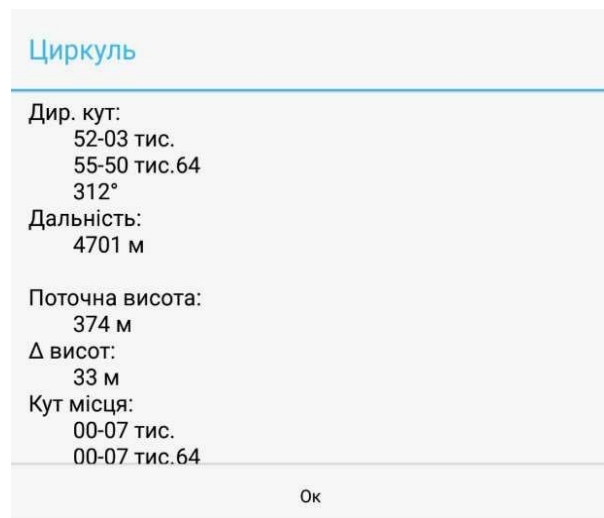 Циркуль
Дир. кут:
52-03 тис.
55-50 тис.64
312°
Дальність:
4701 м
Поточна висота:
374 м
Δ висот:
33 м
Кут місця:
00-07 тис.
00-07 тис.64
Ок